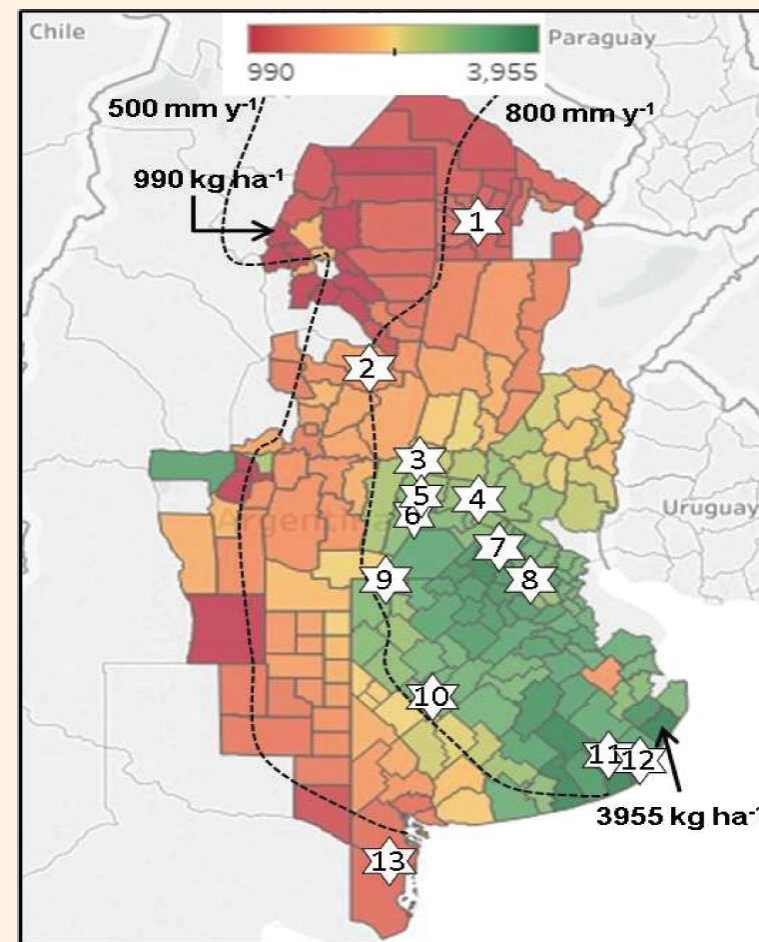 Chile
Paraguay
990
3,955
500 mm y⁻¹
800 mm y⁻¹
990 kg ha⁻¹
1
2
3
5
4
6
Argentina
Uruguay
7
9
8
10
11
12
3955 kg ha⁻¹
13